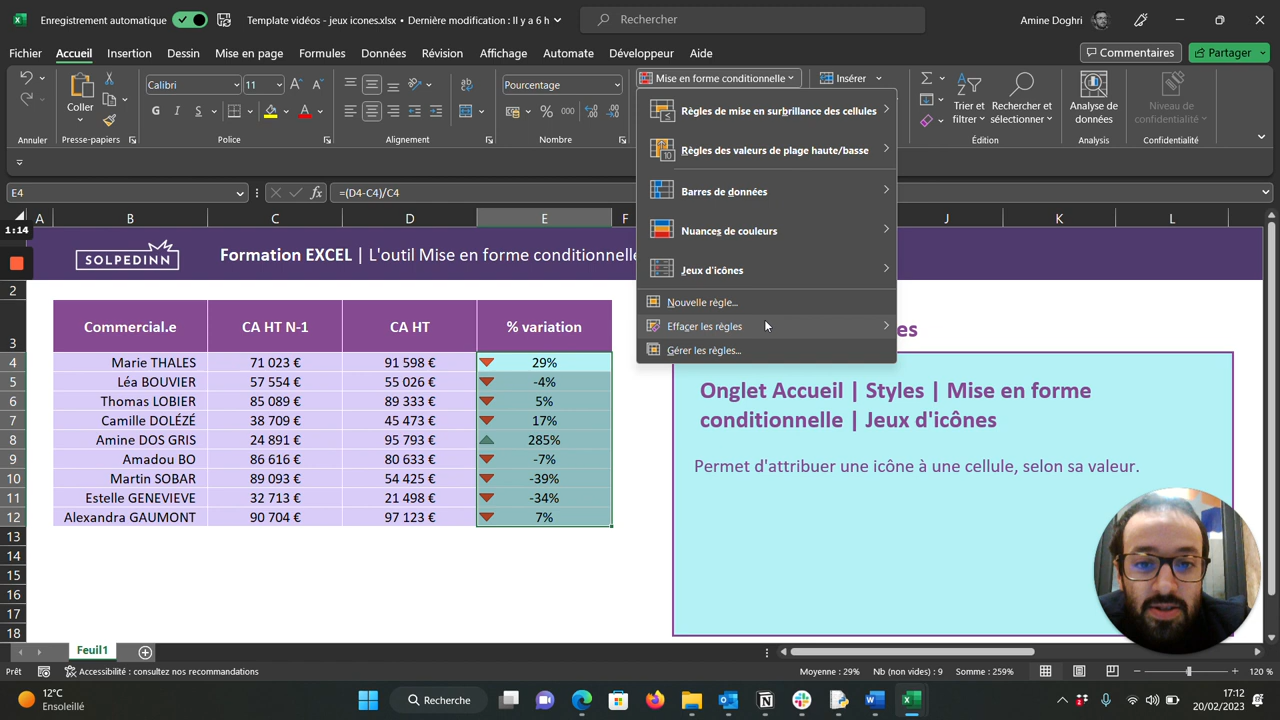 Enregistrement automatique
Template vidéos - jeux icones.xlsx • Dernière modification : Il y a 6 h
Rechercher
Amine Doghri
Fichier Accueil Insertion Dessin Mise en page Formules Données Révision Affichage Automate Développeur Aide
Commentaires
Partager
Coller
Calibri 11
G I S
Pourcentage
% 000
Mise en forme conditionnelle
Insérer
Trier et filtrer
Rechercher et sélectionner
Analyse de données
Niveau de confidentialité
Annuler Presse-papiers Police Alignement Nombre Édition Analyse Confidentialité
Règles de mise en surbrillance des cellules
Règles des valeurs de plage haute/basse
Barres de données
Nuances de couleurs
Jeux d'icônes
Nouvelle règle...
Effacer les règles
Gérer les règles...
E4 fx =(D4-C4)/C4
A B C D E F J K L
1:14
SOLPEDINN
Formation EXCEL | L'outil Mise en forme conditionnelle
2
3 Commercial.e CA HT N-1 CA HT % variation
4 Marie THALES 71 023 € 91 598 € 29%
5 Léa BOUVIER 57 554 € 55 026 € -4%
6 Thomas LOBIER 85 089 € 89 333 € 5%
7 Camille DOLÉZÉ 38 709 € 45 473 € 17%
8 Amine DOS GRIS 24 891 € 95 793 € 285%
9 Amadou BO 86 616 € 80 633 € -7%
10 Martin SOBAR 89 093 € 54 425 € -39%
11 Estelle GENEVIEVE 32 713 € 21 498 € -34%
12 Alexandra GAUMONT 90 704 € 97 123 € 7%
13
14
15
16
17
18
es
Onglet Accueil | Styles | Mise en forme
conditionnelle | Jeux d'icônes
Permet d'attribuer une icône à une cellule, selon sa valeur.
Feuil1
Prêt
Accessibilité : consultez nos recommandations
Moyenne : 29% Nb (non vides) : 9 Somme : 259%
120 %
12°C
Ensoleillé
Recherche
17:12
20/02/2023